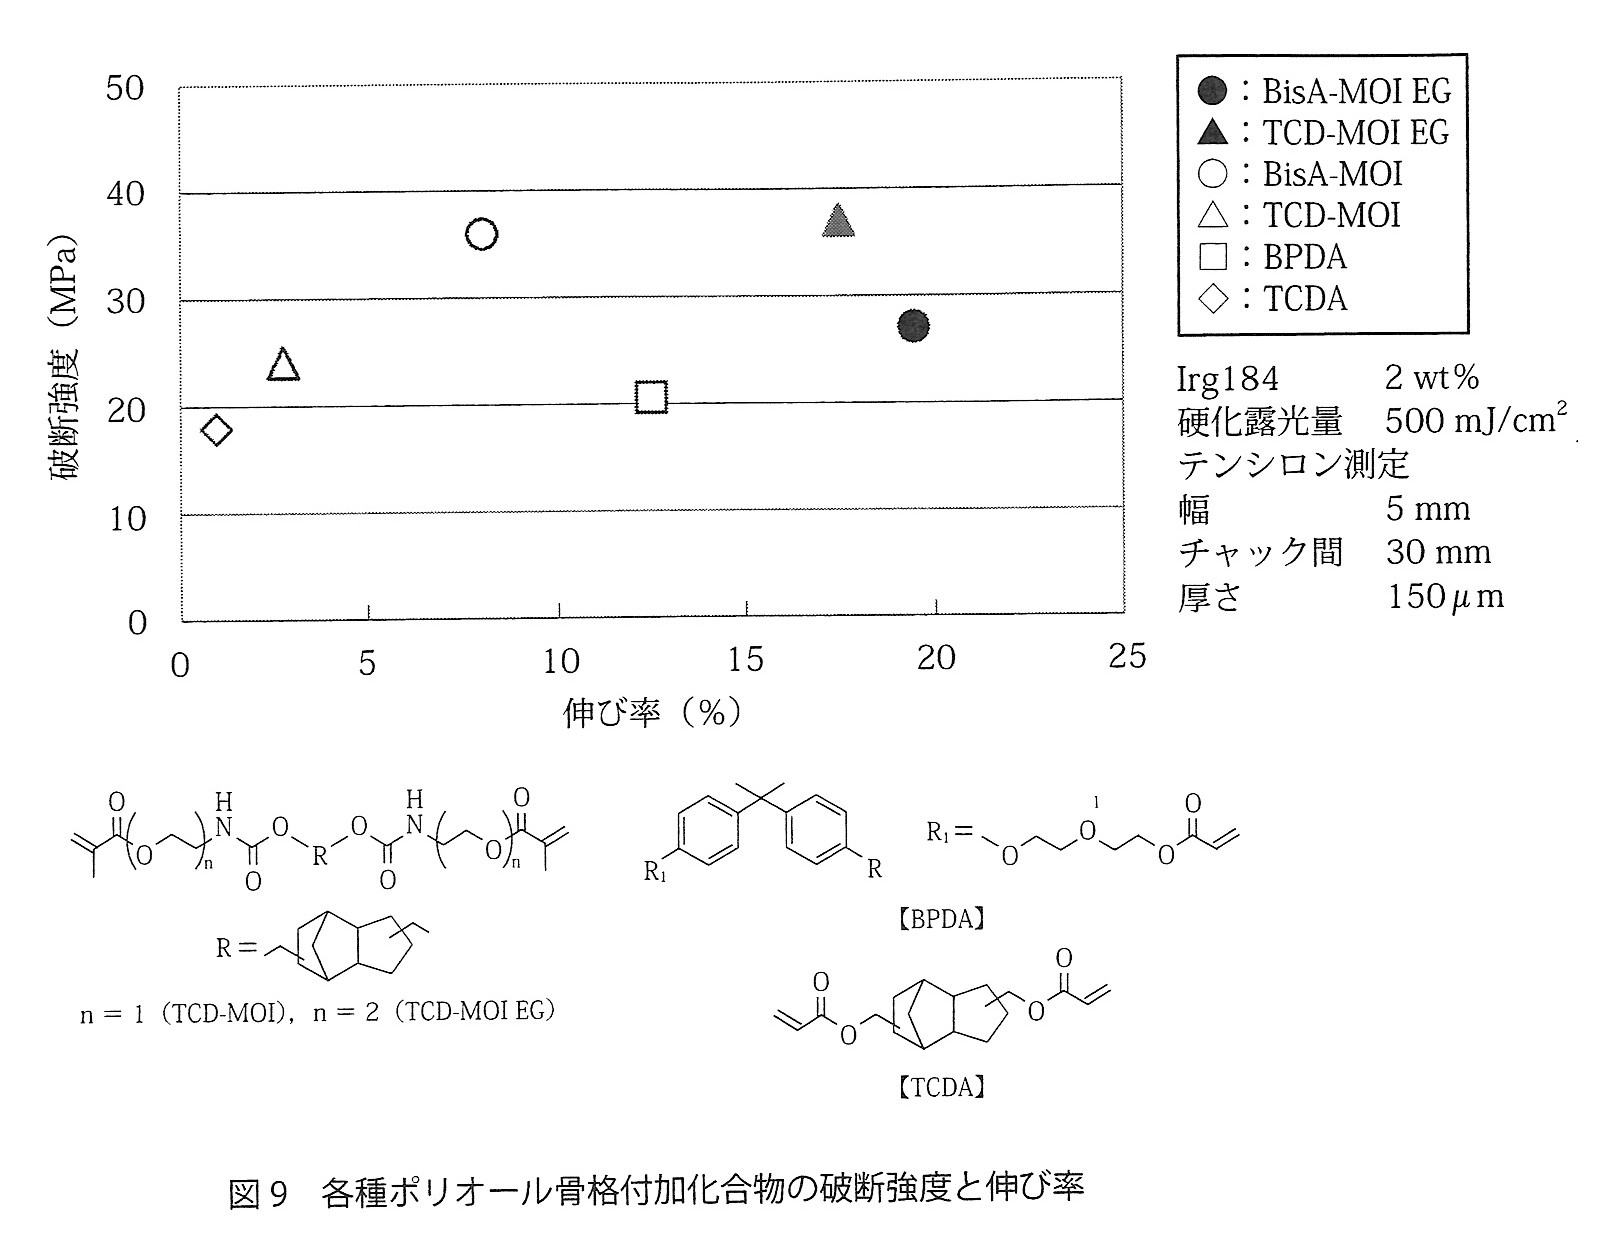 50
40
30
20
10
0
破断強度（MPa）
0 5 10 15 20 25
伸び率（%）
●：BisA-MOI EG
▲：TCD-MOI EG
○：BisA-MOI
△：TCD-MOI
□：BPDA
◇：TCDA
Irg184 2 wt%
硬化露光量 500 mJ/cm²
テンシロン測定
幅 5 mm
チャック間 30 mm
厚さ 150μm
O H H O
O n N O O N O n
O R O
R＝
n = 1（TCD-MOI），n = 2（TCD-MOI EG）
R₁ R
1 O
R₁＝ O O O
【BPDA】
O O
O O
【TCDA】
図9 各種ポリオール骨格付加化合物の破断強度と伸び率